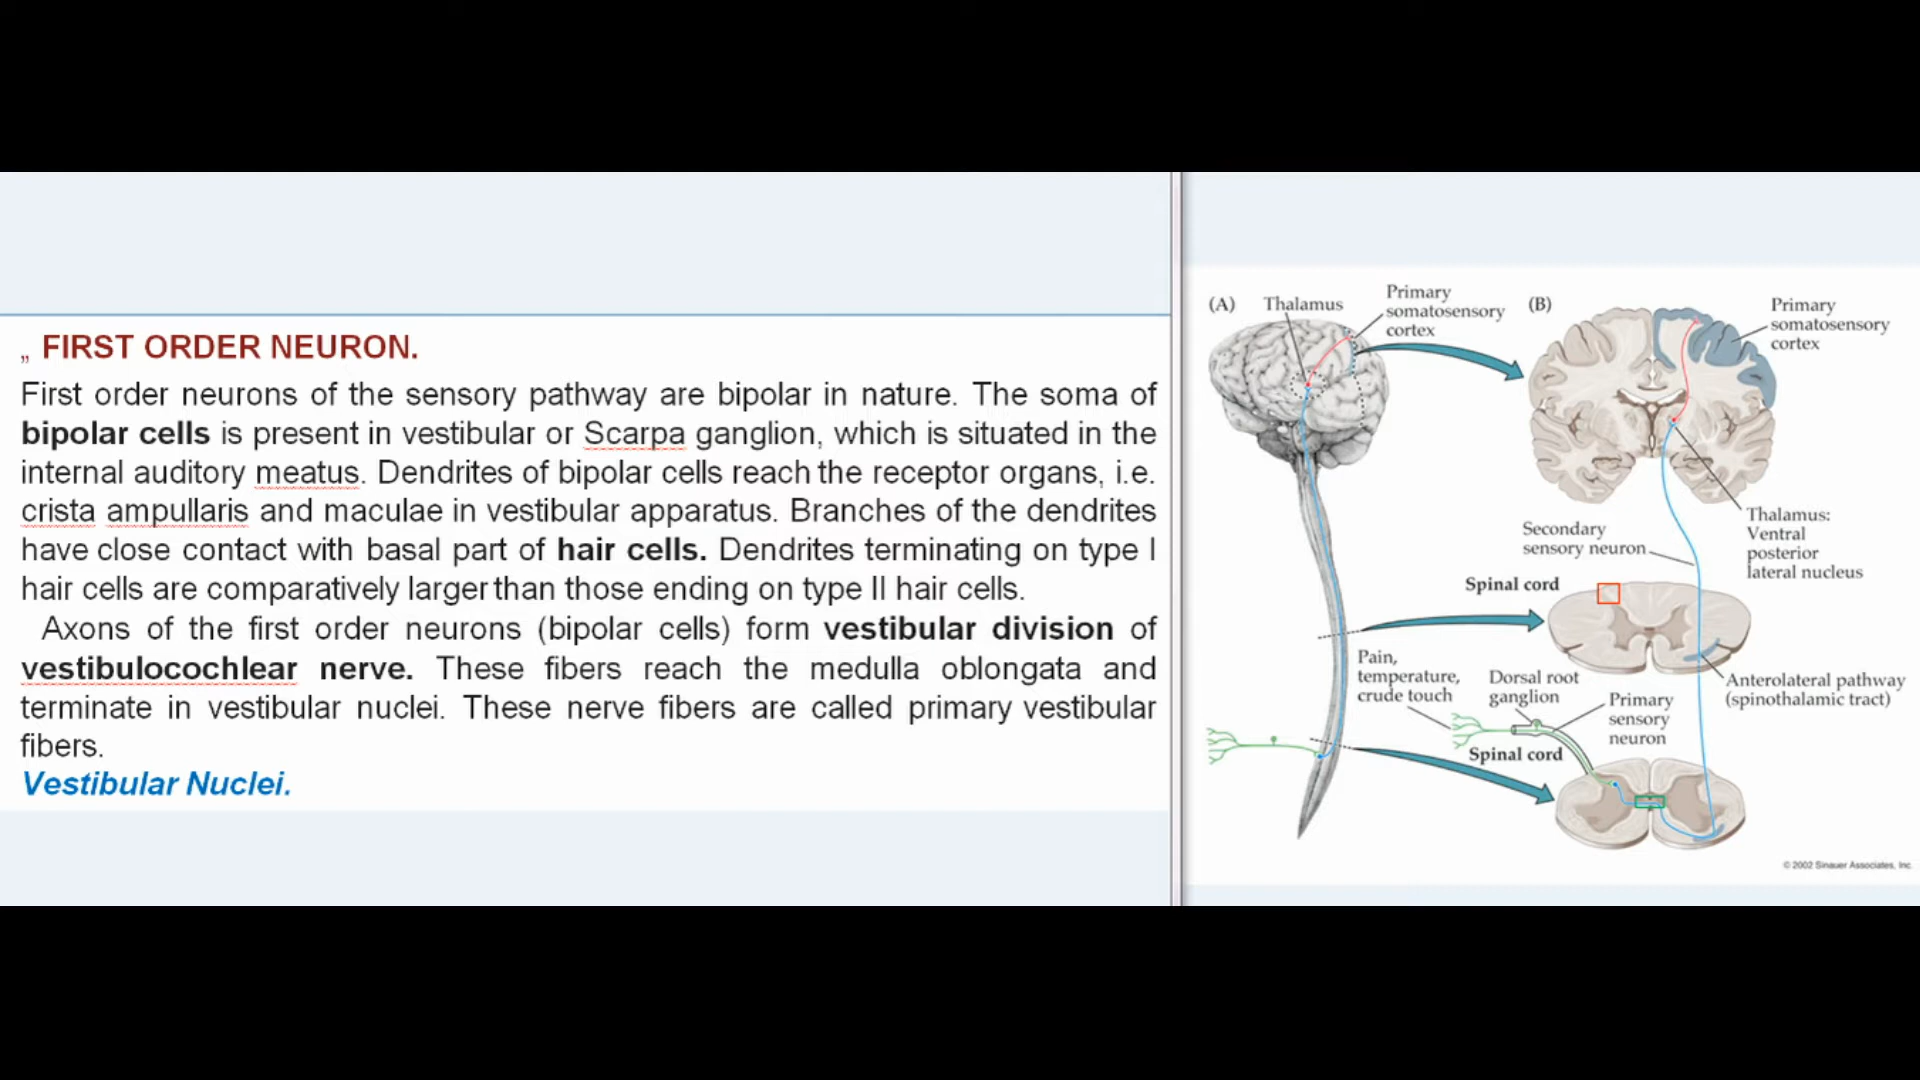 „ FIRST ORDER NEURON.
First order neurons of the sensory pathway are bipolar in nature. The soma of
bipolar cells is present in vestibular or Scarpa ganglion, which is situated in the
internal auditory meatus. Dendrites of bipolar cells reach the receptor organs, i.e.
crista ampullaris and maculae in vestibular apparatus. Branches of the dendrites
have close contact with basal part of hair cells. Dendrites terminating on type I
hair cells are comparatively larger than those ending on type II hair cells.
Axons of the first order neurons (bipolar cells) form vestibular division of
vestibulocochlear nerve. These fibers reach the medulla oblongata and
terminate in vestibular nuclei. These nerve fibers are called primary vestibular
fibers.
Vestibular Nuclei.
(A)
Thalamus
Primary
somatosensory
cortex
(B)
Primary
somatosensory
cortex
Thalamus:
Ventral
posterior
lateral nucleus
Secondary
sensory neuron
Spinal cord
Pain,
temperature,
crude touch
Dorsal root
ganglion
Primary
sensory
neuron
Anterolateral pathway
(spinothalamic tract)
Spinal cord
© 2002 Sinauer Associates, Inc.